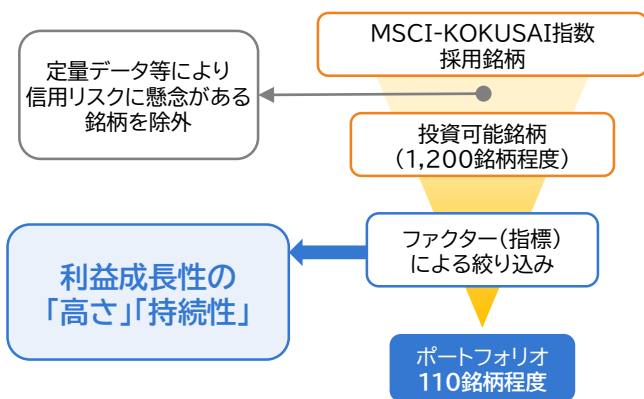 MSCI-KOKUSAI指数
採用銘柄
定量データ等により
信用リスクに懸念がある
銘柄を除外
投資可能銘柄
（1,200銘柄程度）
ファクター（指標）
による絞り込み
利益成長性の
「高さ」「持続性」
ポートフォリオ
110銘柄程度